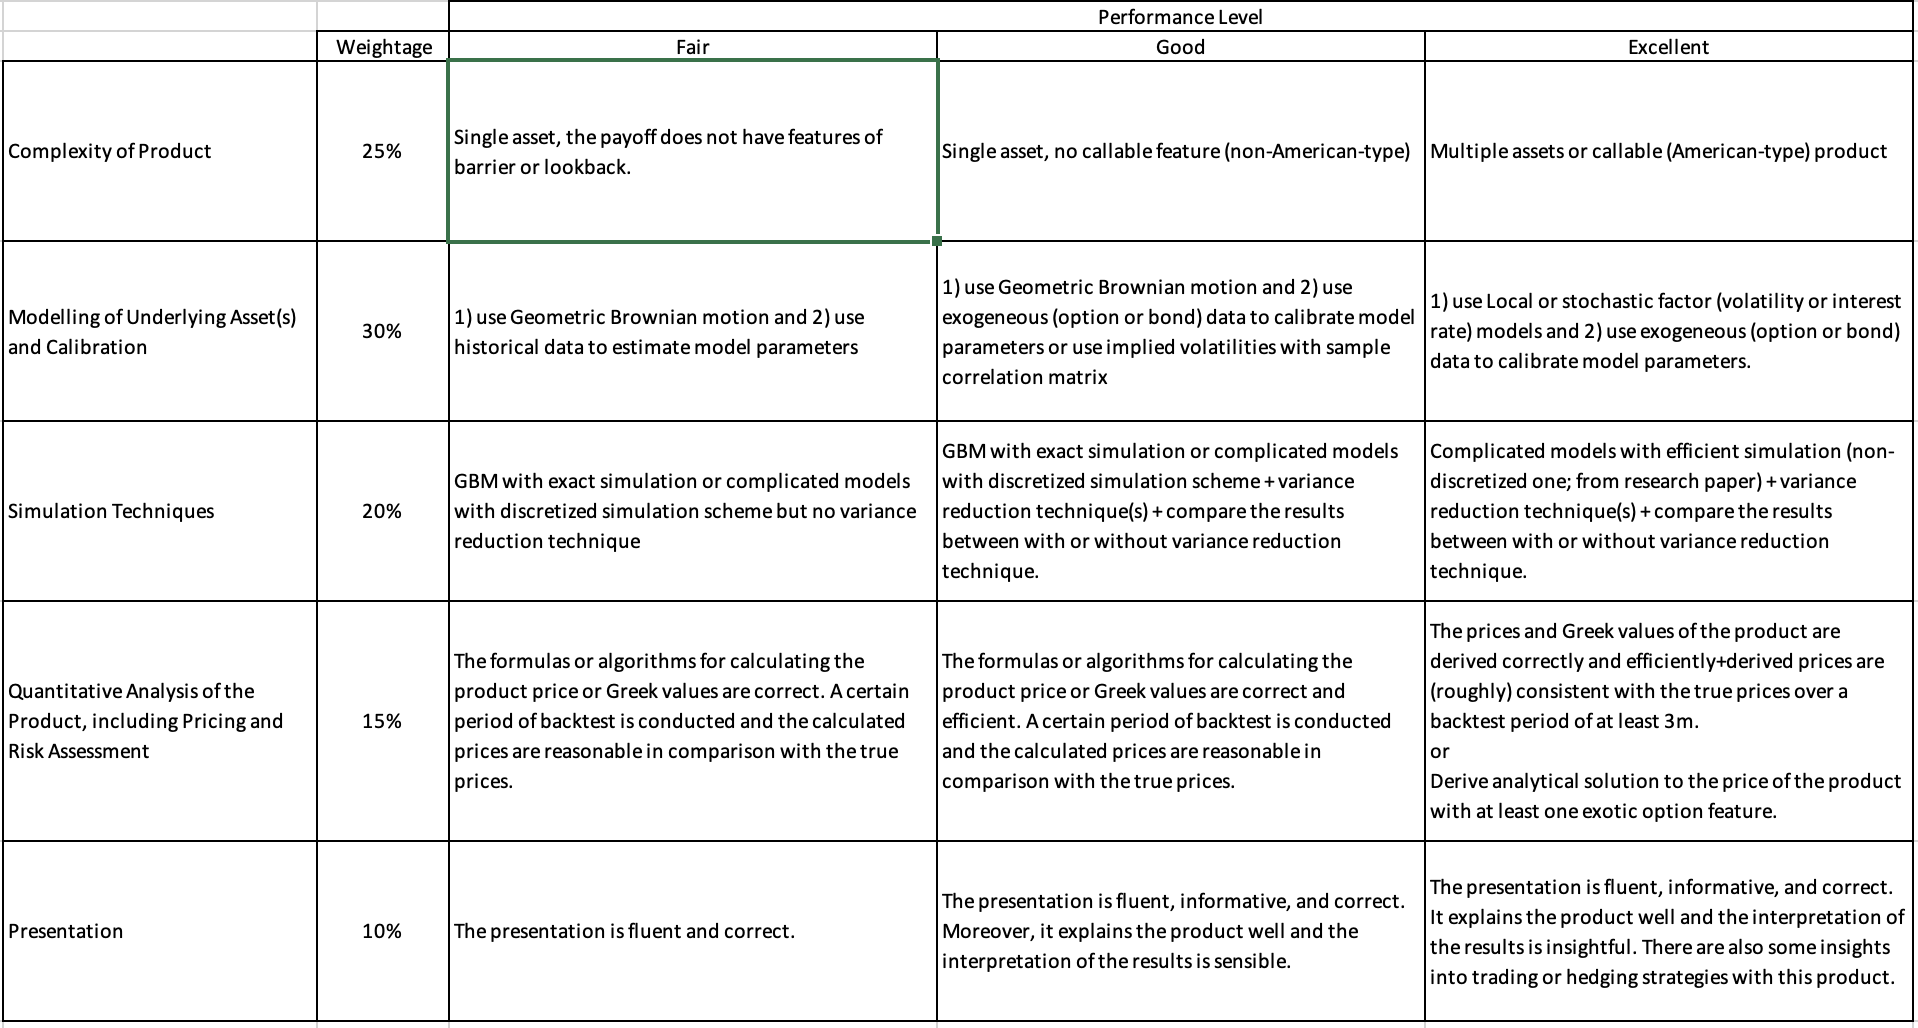 Performance Level
Weightage
Fair
Good
Excellent
Complexity of Product
25%
Single asset, the payoff does not have features of
barrier or lookback.
Single asset, no callable feature (non-American-type)
Multiple assets or callable (American-type) product
Modelling of Underlying Asset(s)
and Calibration
30%
1) use Geometric Brownian motion and 2) use
historical data to estimate model parameters
1) use Geometric Brownian motion and 2) use
exogeneous (option or bond) data to calibrate model
parameters or use implied volatilities with sample
correlation matrix
1) use Local or stochastic factor (volatility or interest
rate) models and 2) use exogeneous (option or bond)
data to calibrate model parameters.
Simulation Techniques
20%
GBM with exact simulation or complicated models
with discretized simulation scheme but no variance
reduction technique
GBM with exact simulation or complicated models
with discretized simulation scheme + variance
reduction technique(s) + compare the results
between with or without variance reduction
technique.
Complicated models with efficient simulation (non-
discretized one; from research paper) + variance
reduction technique(s) + compare the results
between with or without variance reduction
technique.
Quantitative Analysis of the
Product, including Pricing and
Risk Assessment
15%
The formulas or algorithms for calculating the
product price or Greek values are correct. A certain
period of backtest is conducted and the calculated
prices are reasonable in comparison with the true
prices.
The formulas or algorithms for calculating the
product price or Greek values are correct and
efficient. A certain period of backtest is conducted
and the calculated prices are reasonable in
comparison with the true prices.
The prices and Greek values of the product are
derived correctly and efficiently+derived prices are
(roughly) consistent with the true prices over a
backtest period of at least 3m.
or
Derive analytical solution to the price of the product
with at least one exotic option feature.
Presentation
10%
The presentation is fluent and correct.
The presentation is fluent, informative, and correct.
Moreover, it explains the product well and the
interpretation of the results is sensible.
The presentation is fluent, informative, and correct.
It explains the product well and the interpretation of
the results is insightful. There are also some insights
into trading or hedging strategies with this product.